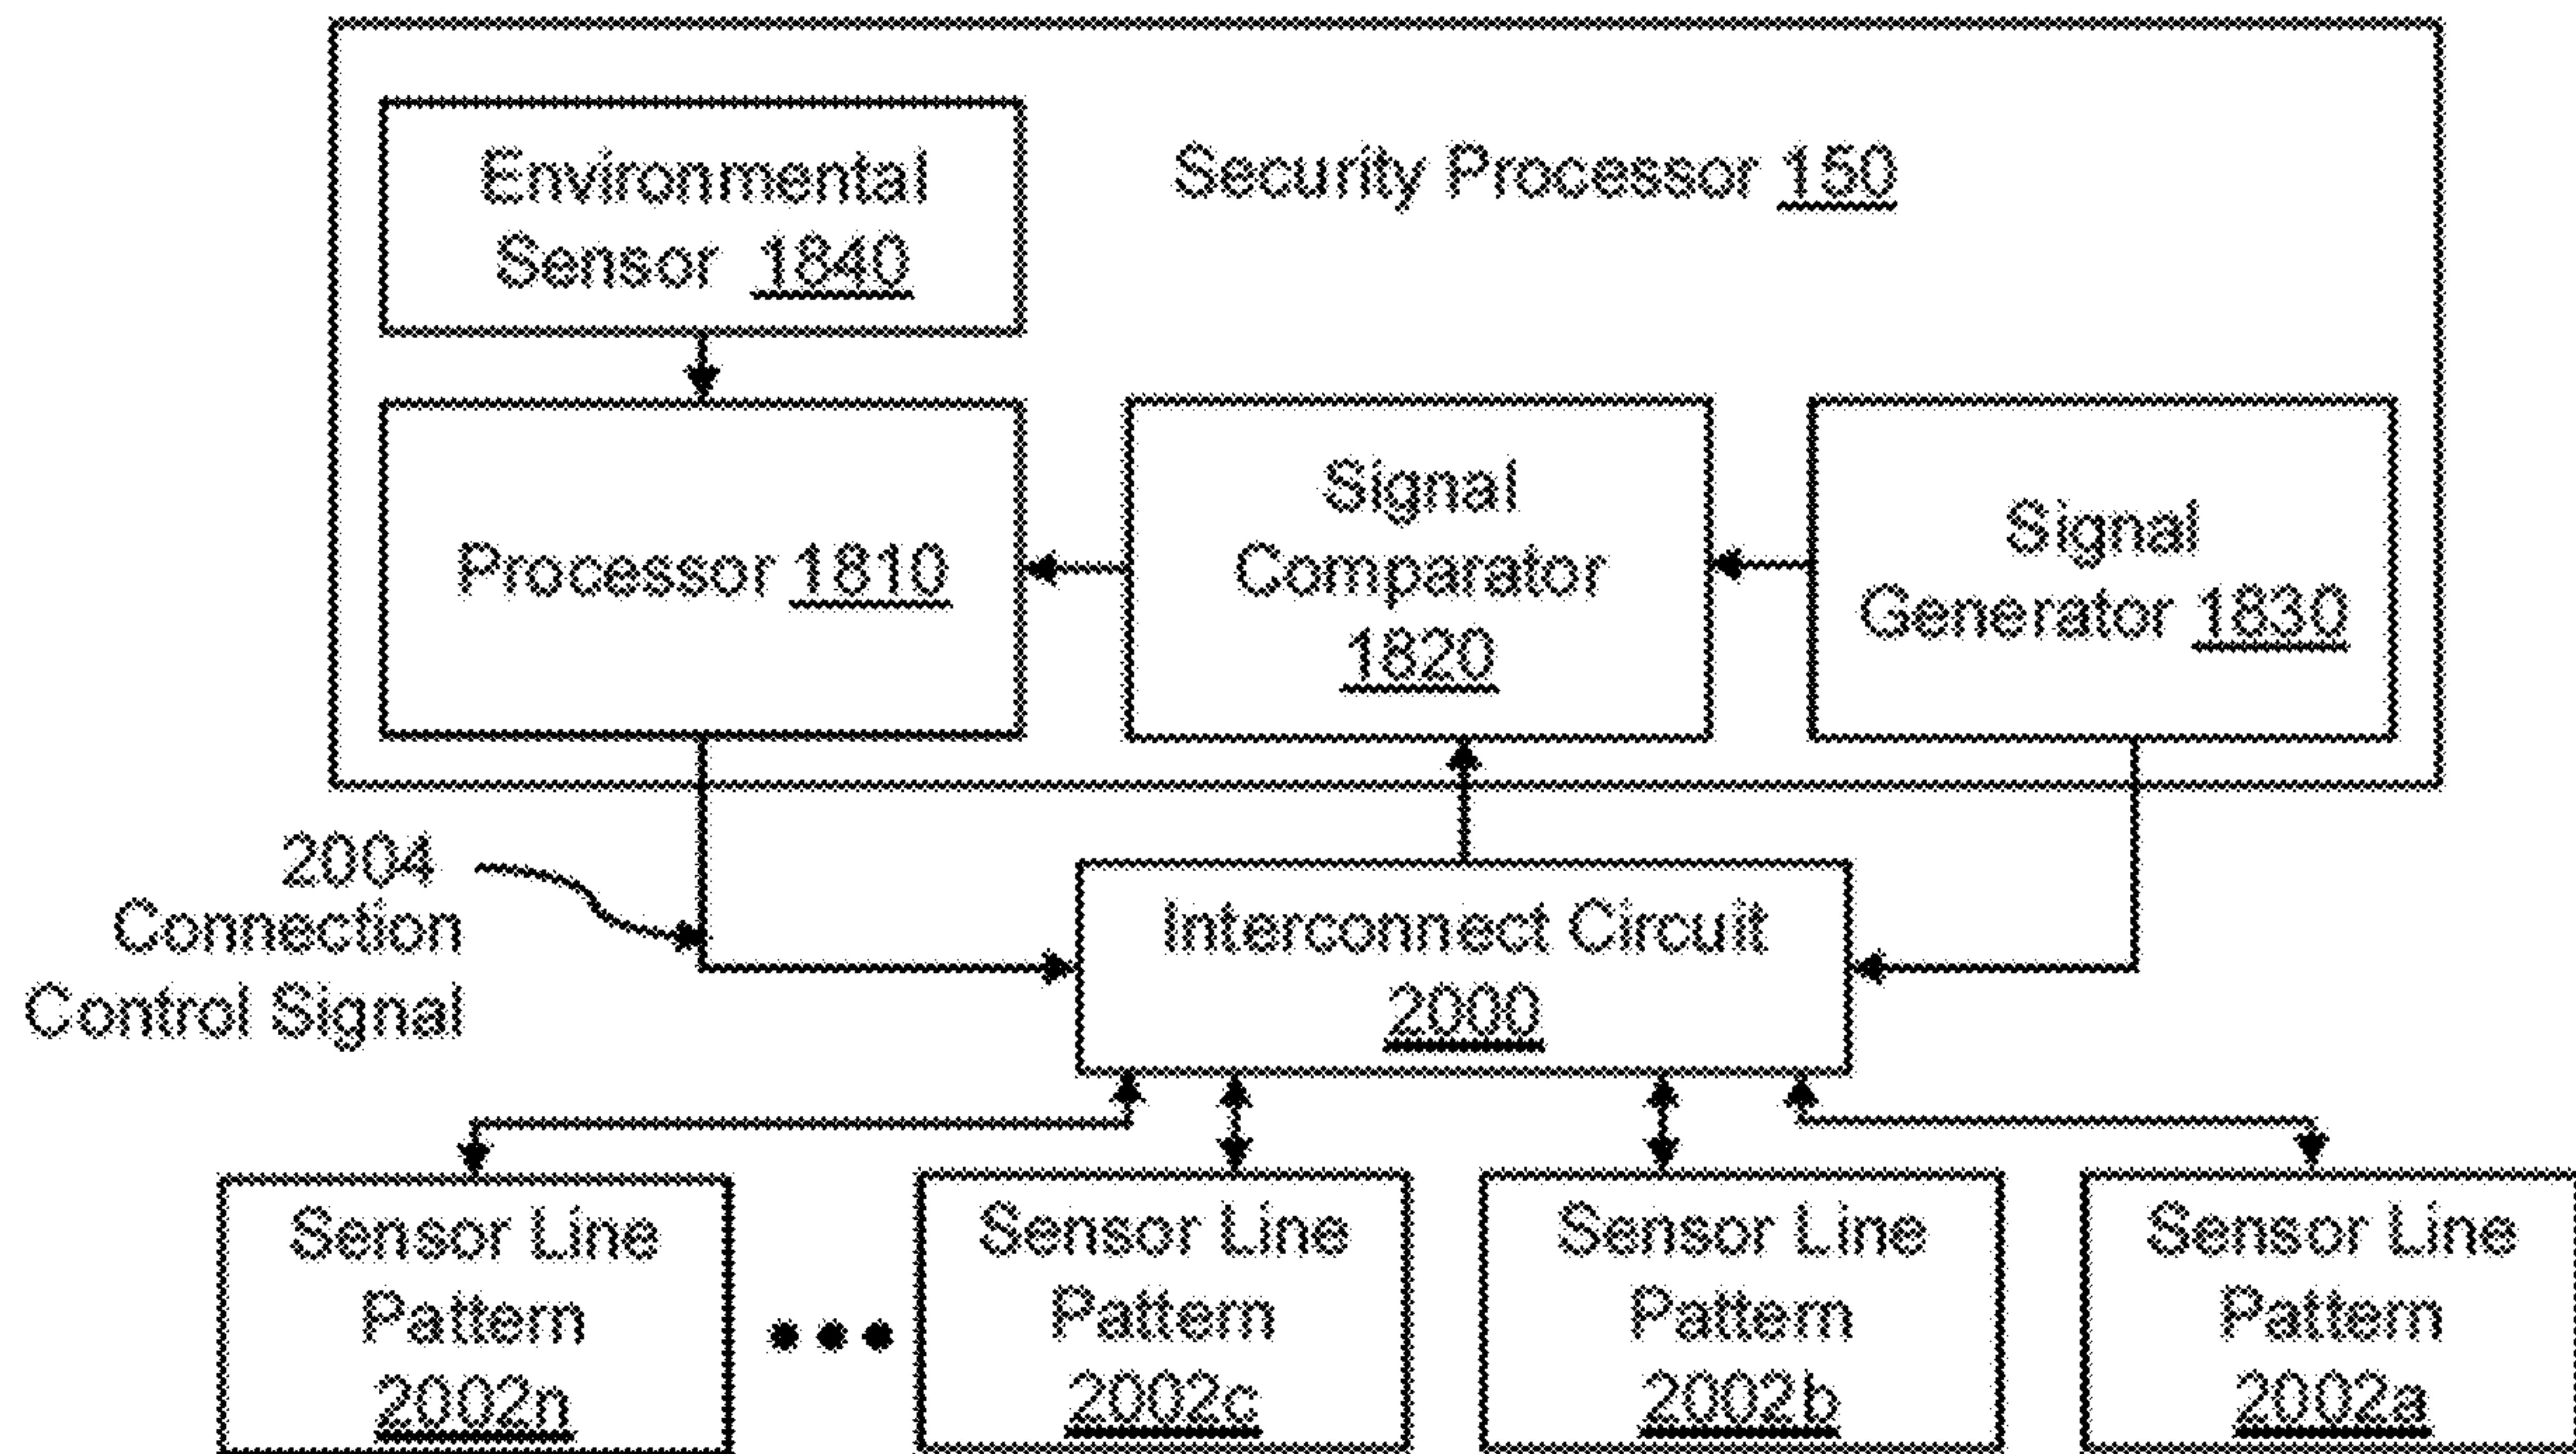 Environmental
Sensor 1840
Security Processor 150
Processor 1810
Signal
Comparator
1820
Signal
Generator 1830
2004
Connection
Control Signal
Interconnect Circuit
2000
Sensor Line
Pattern
2002n
•••
Sensor Line
Pattern
2002c
Sensor Line
Pattern
2002b
Sensor Line
Pattern
2002a